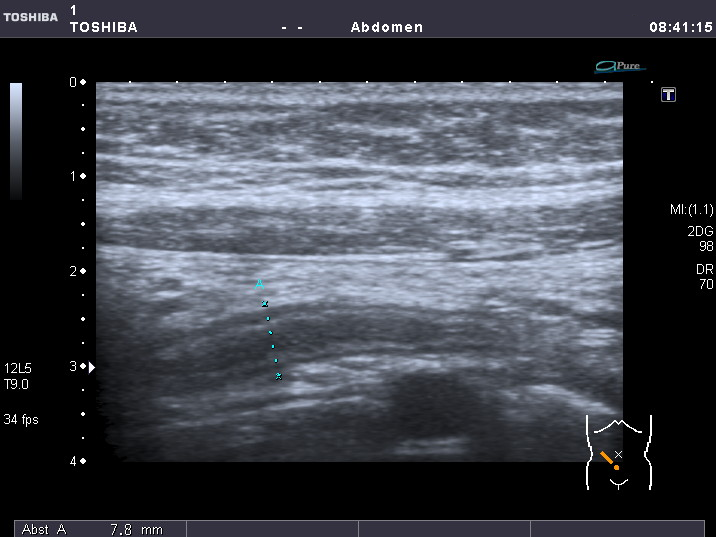 TOSHIBA
1
TOSHIBA - - Abdomen 08:41:15
aPure
T
0
1
2
3
4
A
MI:(1.1)
2DG
98
DR
70
12L5
T9.0
34 fps
Abst A 7.8 mm